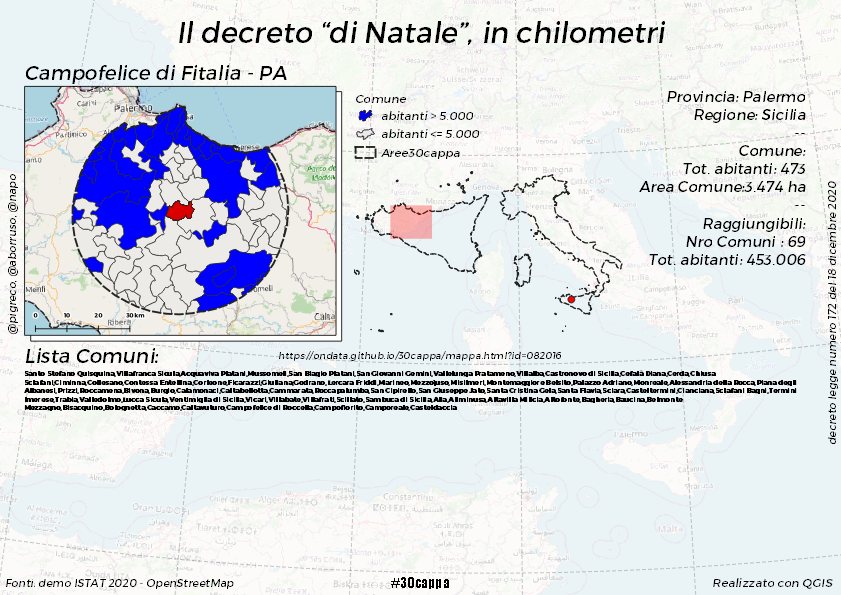 Il decreto “di Natale”, in chilometri
Campofelice di Fitalia - PA
Comune
abitanti > 5.000
abitanti <= 5.000
Aree30cappa
Provincia: Palermo
Regione: Sicilia
--
Comune:
Tot. abitanti: 473
Area Comune:3.474 ha
--
Raggiungibili:
Nro Comuni : 69
Tot. abitanti: 453.006
Carini
Palermo
Partinico
0 10 20 30 km
Ribera
@pigreco, @aborruso, @napo
decreto legge numero 172 del 18 dicembre 2020
Lista Comuni:
https://ondata.github.io/30cappa/mappa.html?id=082016
Santo Stefano Quisquina,Villafranca Sicula,Acquaviva Platani,Mussomeli,San Biagio Platani,San Giovanni Gemini,Vallelunga Pratameno,Villalba,Castronovo di Sicilia,Cefalà Diana,Cerda,Chiusa
Sclafani,Ciminna,Collesano,Contessa Entellina,Corleone,Ficarazzi,Giuliana,Godrano,Lercara Friddi,Marineo,Mezzojuso,Misilmeri,Montemaggiore Belsito,Palazzo Adriano,Monreale,Alessandria della Rocca,Piana degli
Albanesi,Prizzi,Roccamena,Bivona,Burgio,Calamonaci,Caltabellotta,Cammarata,Roccapalumba,San Cipirello,San Giuseppe Jato,Santa Cristina Gela,Santa Flavia,Sciara,Casteltermini,Cianciana,Sclafani Bagni,Termini
Imerese,Trabia,Valledolmo,Lucca Sicula,Ventimiglia di Sicilia,Vicari,Villabate,Villafrati,Scillato,Sambuca di Sicilia,Alia,Aliminusa,Altavilla Milicia,Altofonte,Bagheria,Baucina,Belmonte
Mezzagno,Bisacquino,Bolognetta,Caccamo,Caltavuturo,Campofelice di Roccella,Campofiorito,Camporeale,Casteldaccia
Constantine
Fonti: demo ISTAT 2020 - OpenStreetMap
#30cappa
Realizzato con QGIS